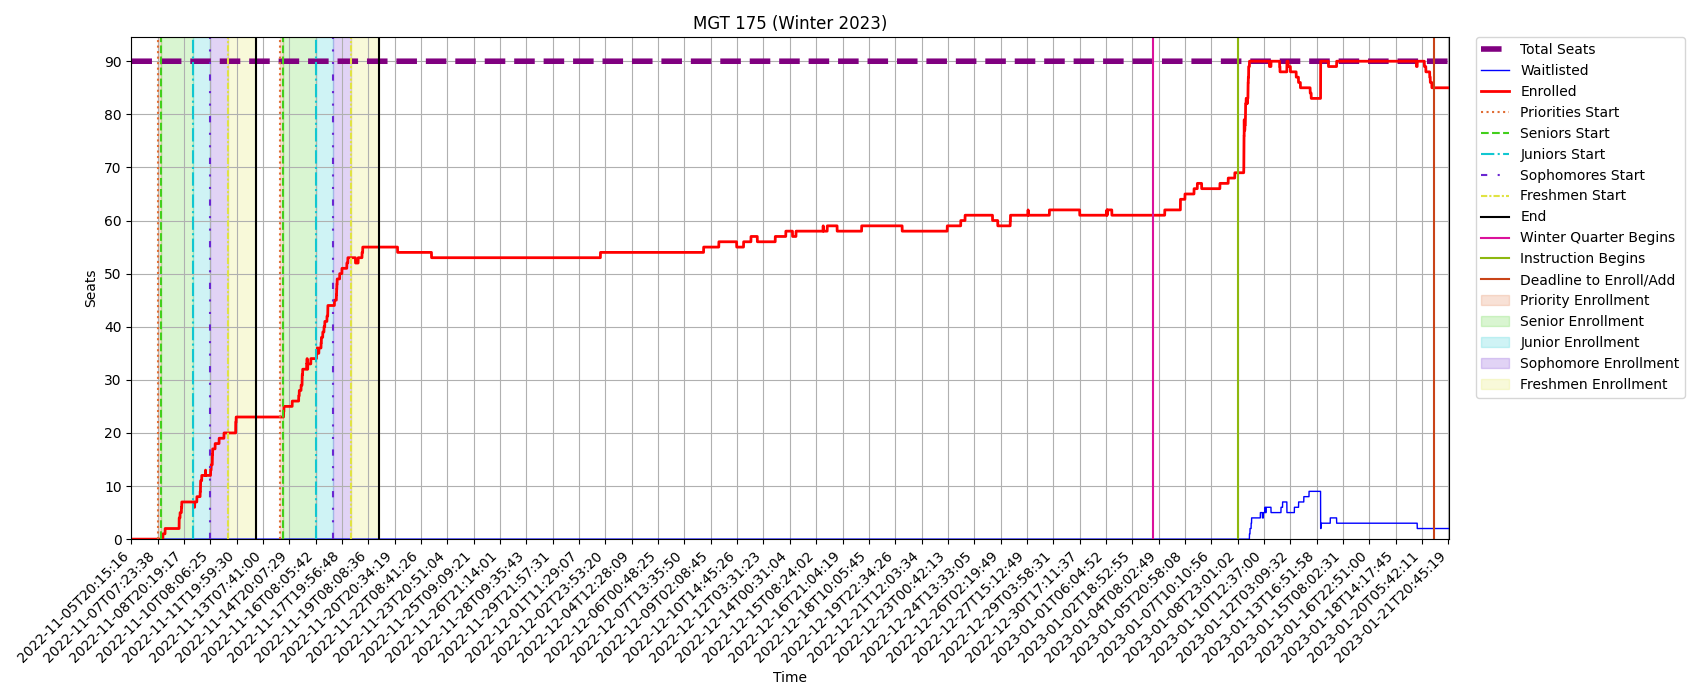 MGT 175 (Winter 2023)
Seats
90
80
70
60
50
40
30
20
10
0
2022-11-05T20:15:16
2022-11-07T07:23:38
2022-11-08T20:19:17
2022-11-10T08:06:25
2022-11-11T19:59:30
2022-11-13T07:41:00
2022-11-14T20:07:29
2022-11-16T08:05:42
2022-11-17T19:56:48
2022-11-19T08:08:36
2022-11-20T20:34:19
2022-11-22T08:41:26
2022-11-23T20:51:04
2022-11-25T09:09:21
2022-11-26T21:14:01
2022-11-28T09:35:43
2022-11-29T21:57:31
2022-12-01T11:29:07
2022-12-02T23:53:20
2022-12-04T12:28:09
2022-12-06T00:48:25
2022-12-07T13:35:50
2022-12-09T02:08:45
2022-12-10T14:45:26
2022-12-12T03:31:23
2022-12-14T00:31:04
2022-12-15T08:24:02
2022-12-16T21:04:19
2022-12-18T10:05:45
2022-12-19T22:34:26
2022-12-21T12:03:34
2022-12-23T00:42:13
2022-12-24T13:33:05
2022-12-26T02:19:49
2022-12-27T15:12:49
2022-12-29T03:58:31
2022-12-30T17:11:37
2023-01-01T06:04:52
2023-01-02T18:52:55
2023-01-04T08:02:49
2023-01-05T20:58:08
2023-01-07T10:10:56
2023-01-08T23:01:02
2023-01-10T12:37:00
2023-01-12T03:09:32
2023-01-13T16:51:58
2023-01-15T08:02:31
2023-01-16T22:51:00
2023-01-18T14:17:45
2023-01-20T05:42:11
2023-01-21T20:45:19
Time
Total Seats
Waitlisted
Enrolled
Priorities Start
Seniors Start
Juniors Start
Sophomores Start
Freshmen Start
End
Winter Quarter Begins
Instruction Begins
Deadline to Enroll/Add
Priority Enrollment
Senior Enrollment
Junior Enrollment
Sophomore Enrollment
Freshmen Enrollment